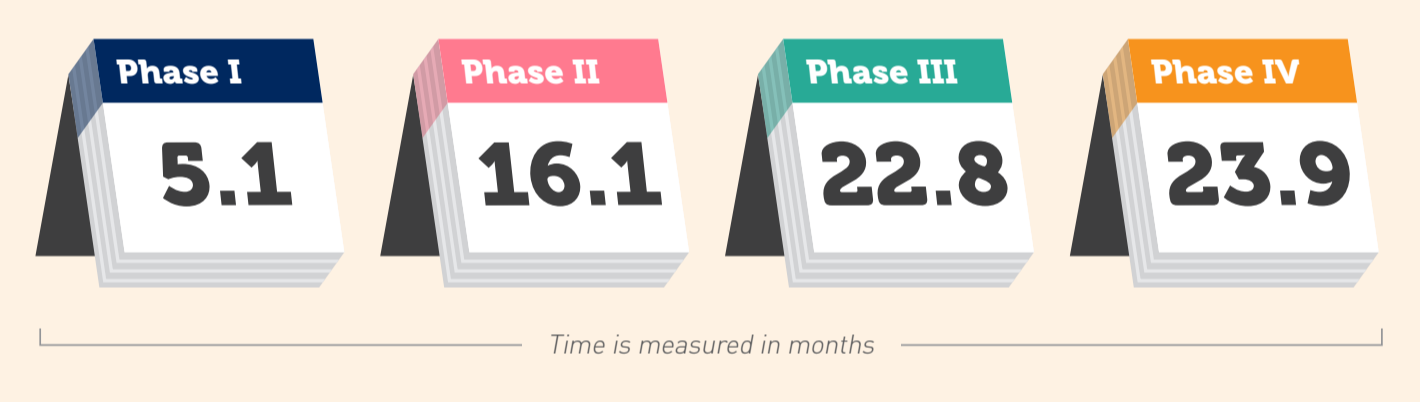 Phase I
5.1
Phase II
16.1
Phase III
22.8
Phase IV
23.9
Time is measured in months